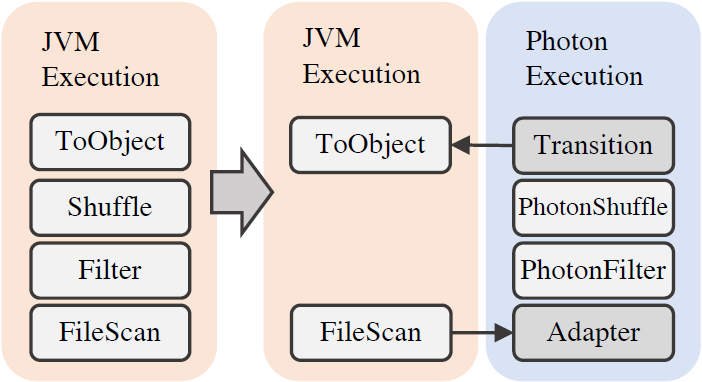 JVM
Execution
ToObject
Shuffle
Filter
FileScan
JVM
Execution
ToObject
FileScan
Photon
Execution
Transition
PhotonShuffle
PhotonFilter
Adapter